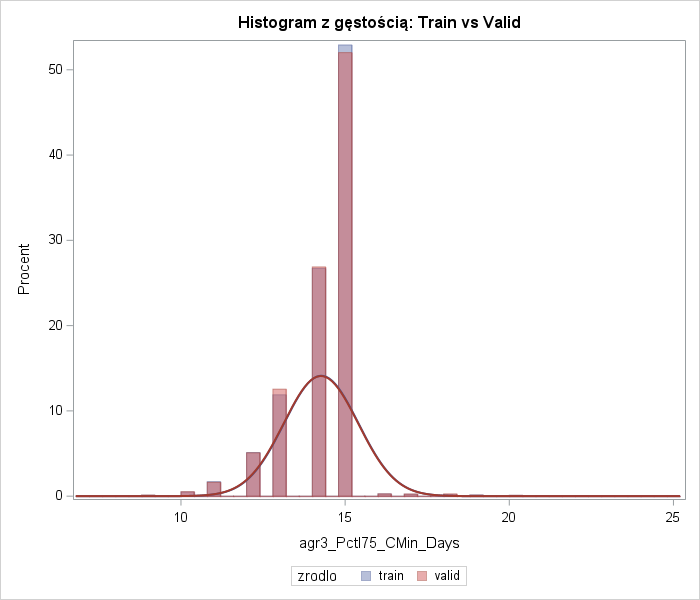 Histogram z gęstością: Train vs Valid
50
40
30
20
10
0
Procent
10 15 20 25
agr3_Pctl75_CMin_Days
zrodlo train valid